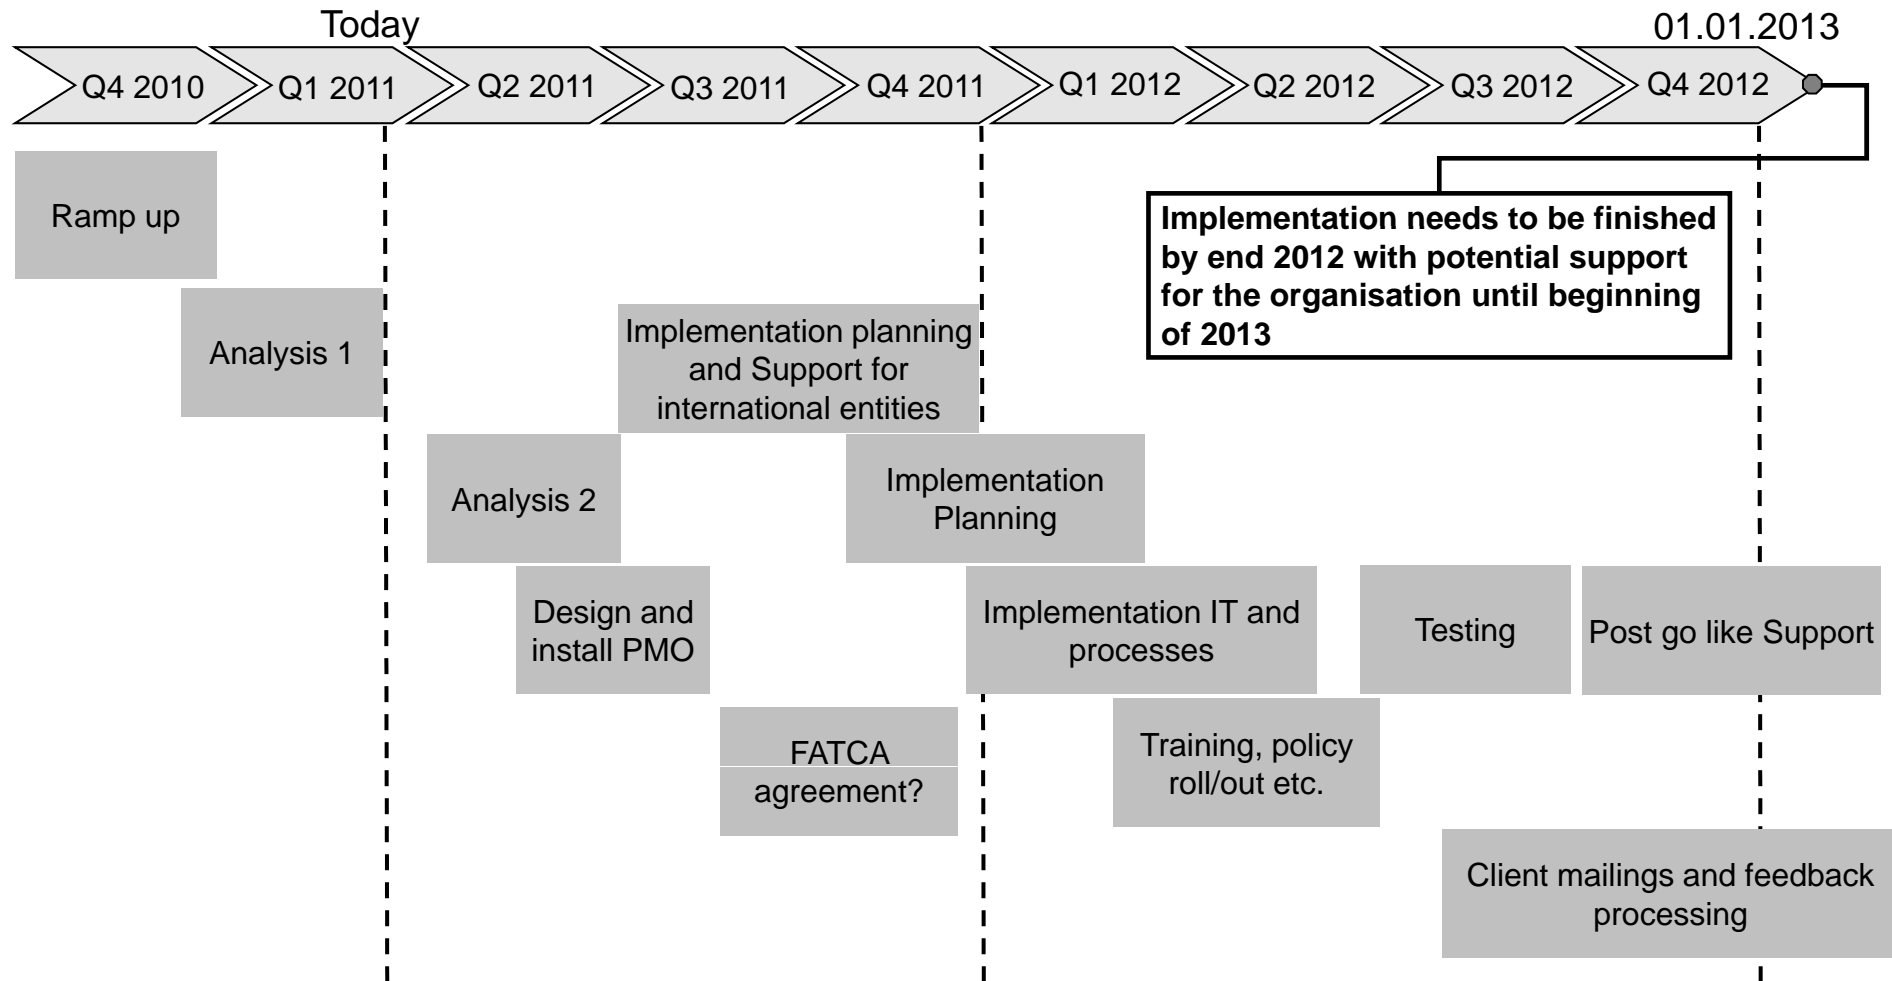 Today
01.01.2013
Q4 2010
Q1 2011
Q2 2011
Q3 2011
Q4 2011
Q1 2012
Q2 2012
Q3 2012
Q4 2012
Ramp up
Implementation needs to be finished
by end 2012 with potential support
for the organisation until beginning
of 2013
Analysis 1
Implementation planning
and Support for
international entities
Analysis 2
Implementation
Planning
Design and
install PMO
Implementation IT and
processes
Testing
Post go like Support
FATCA
agreement?
Training, policy
roll/out etc.
Client mailings and feedback
processing